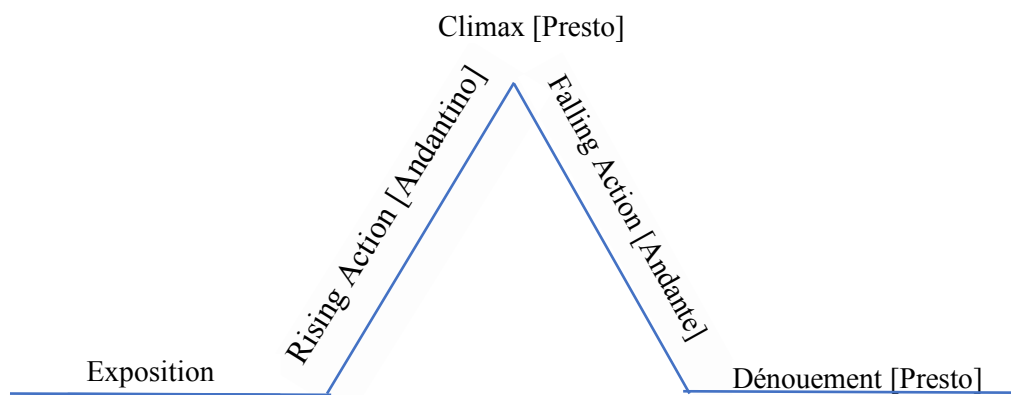 Climax [Presto]
Rising Action [Andantino]
Falling Action [Andante]
Exposition
Dénouement [Presto]